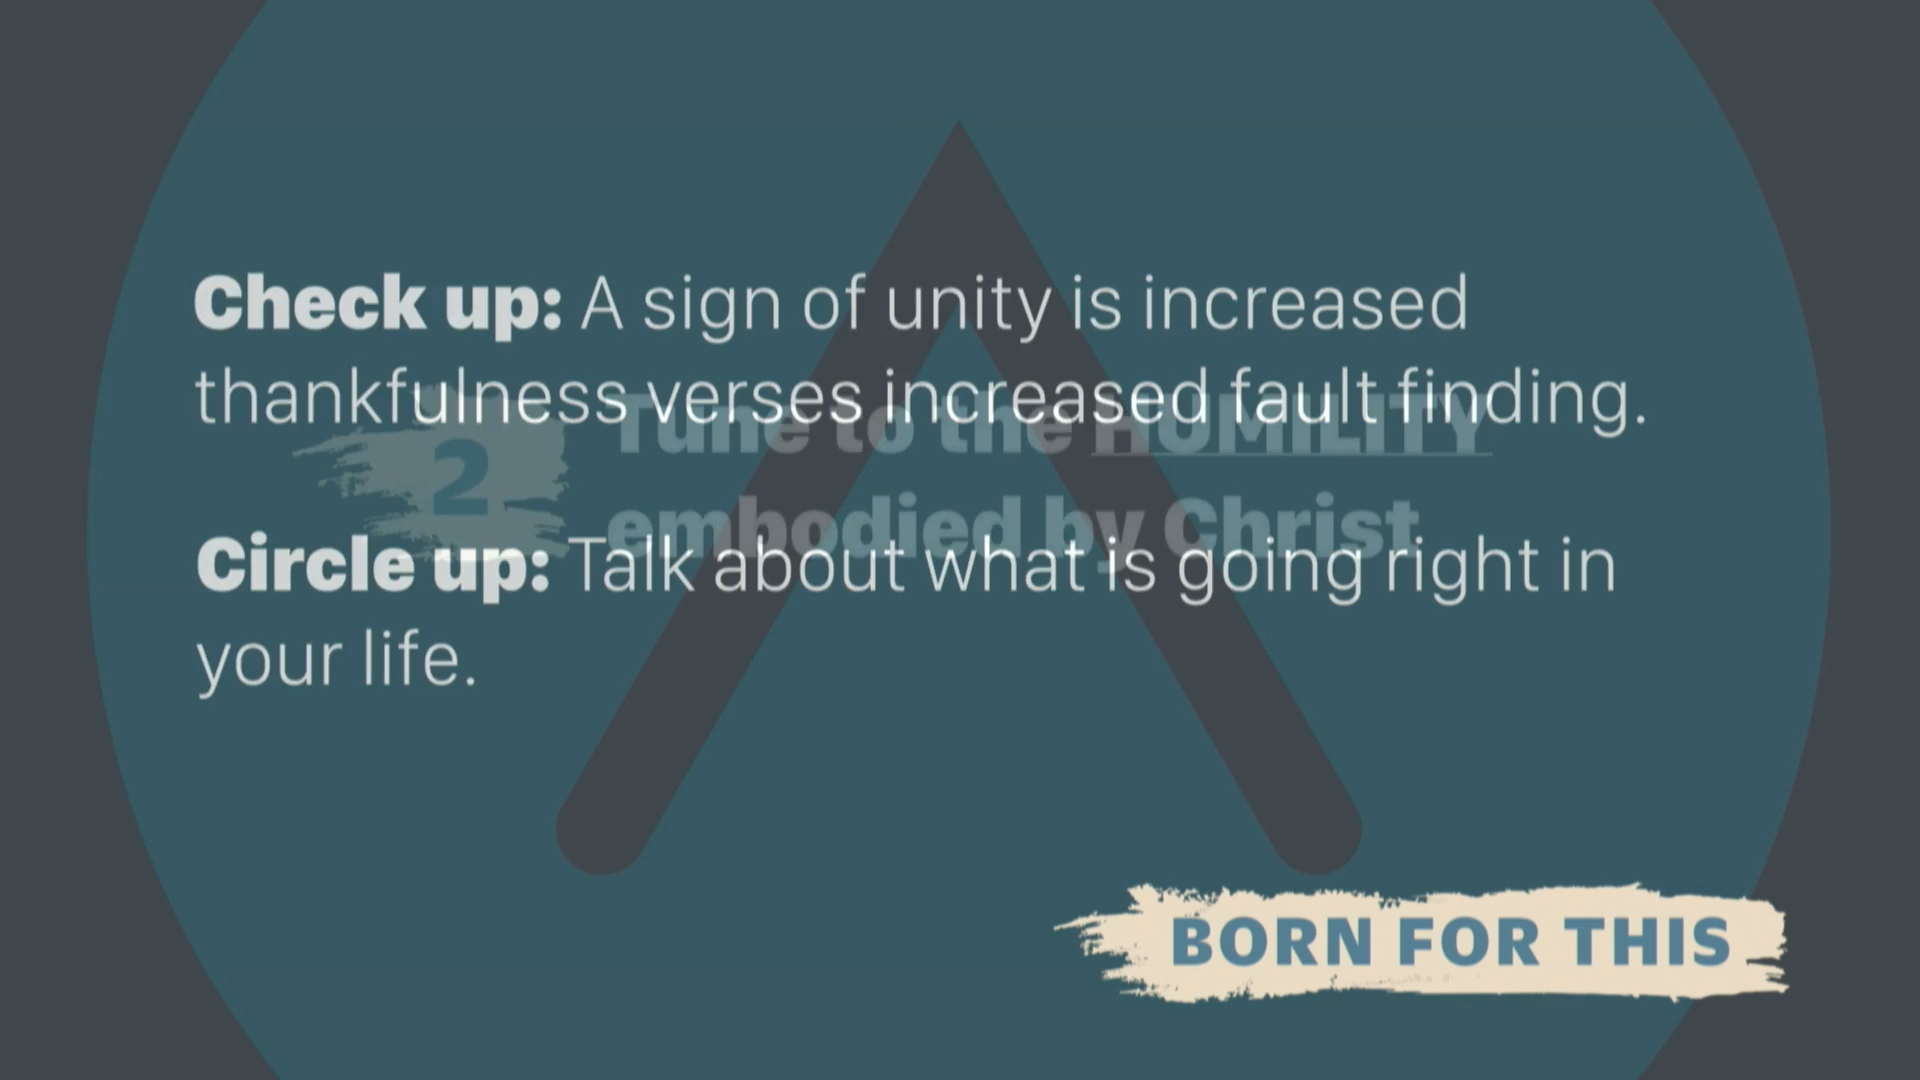 Check up: A sign of unity is increased
thankfulness verses increased fault finding.
2
Tune to the HUMILITY
embodied by Christ
Circle up: Talk about what is going right in
your life.
BORN FOR THIS